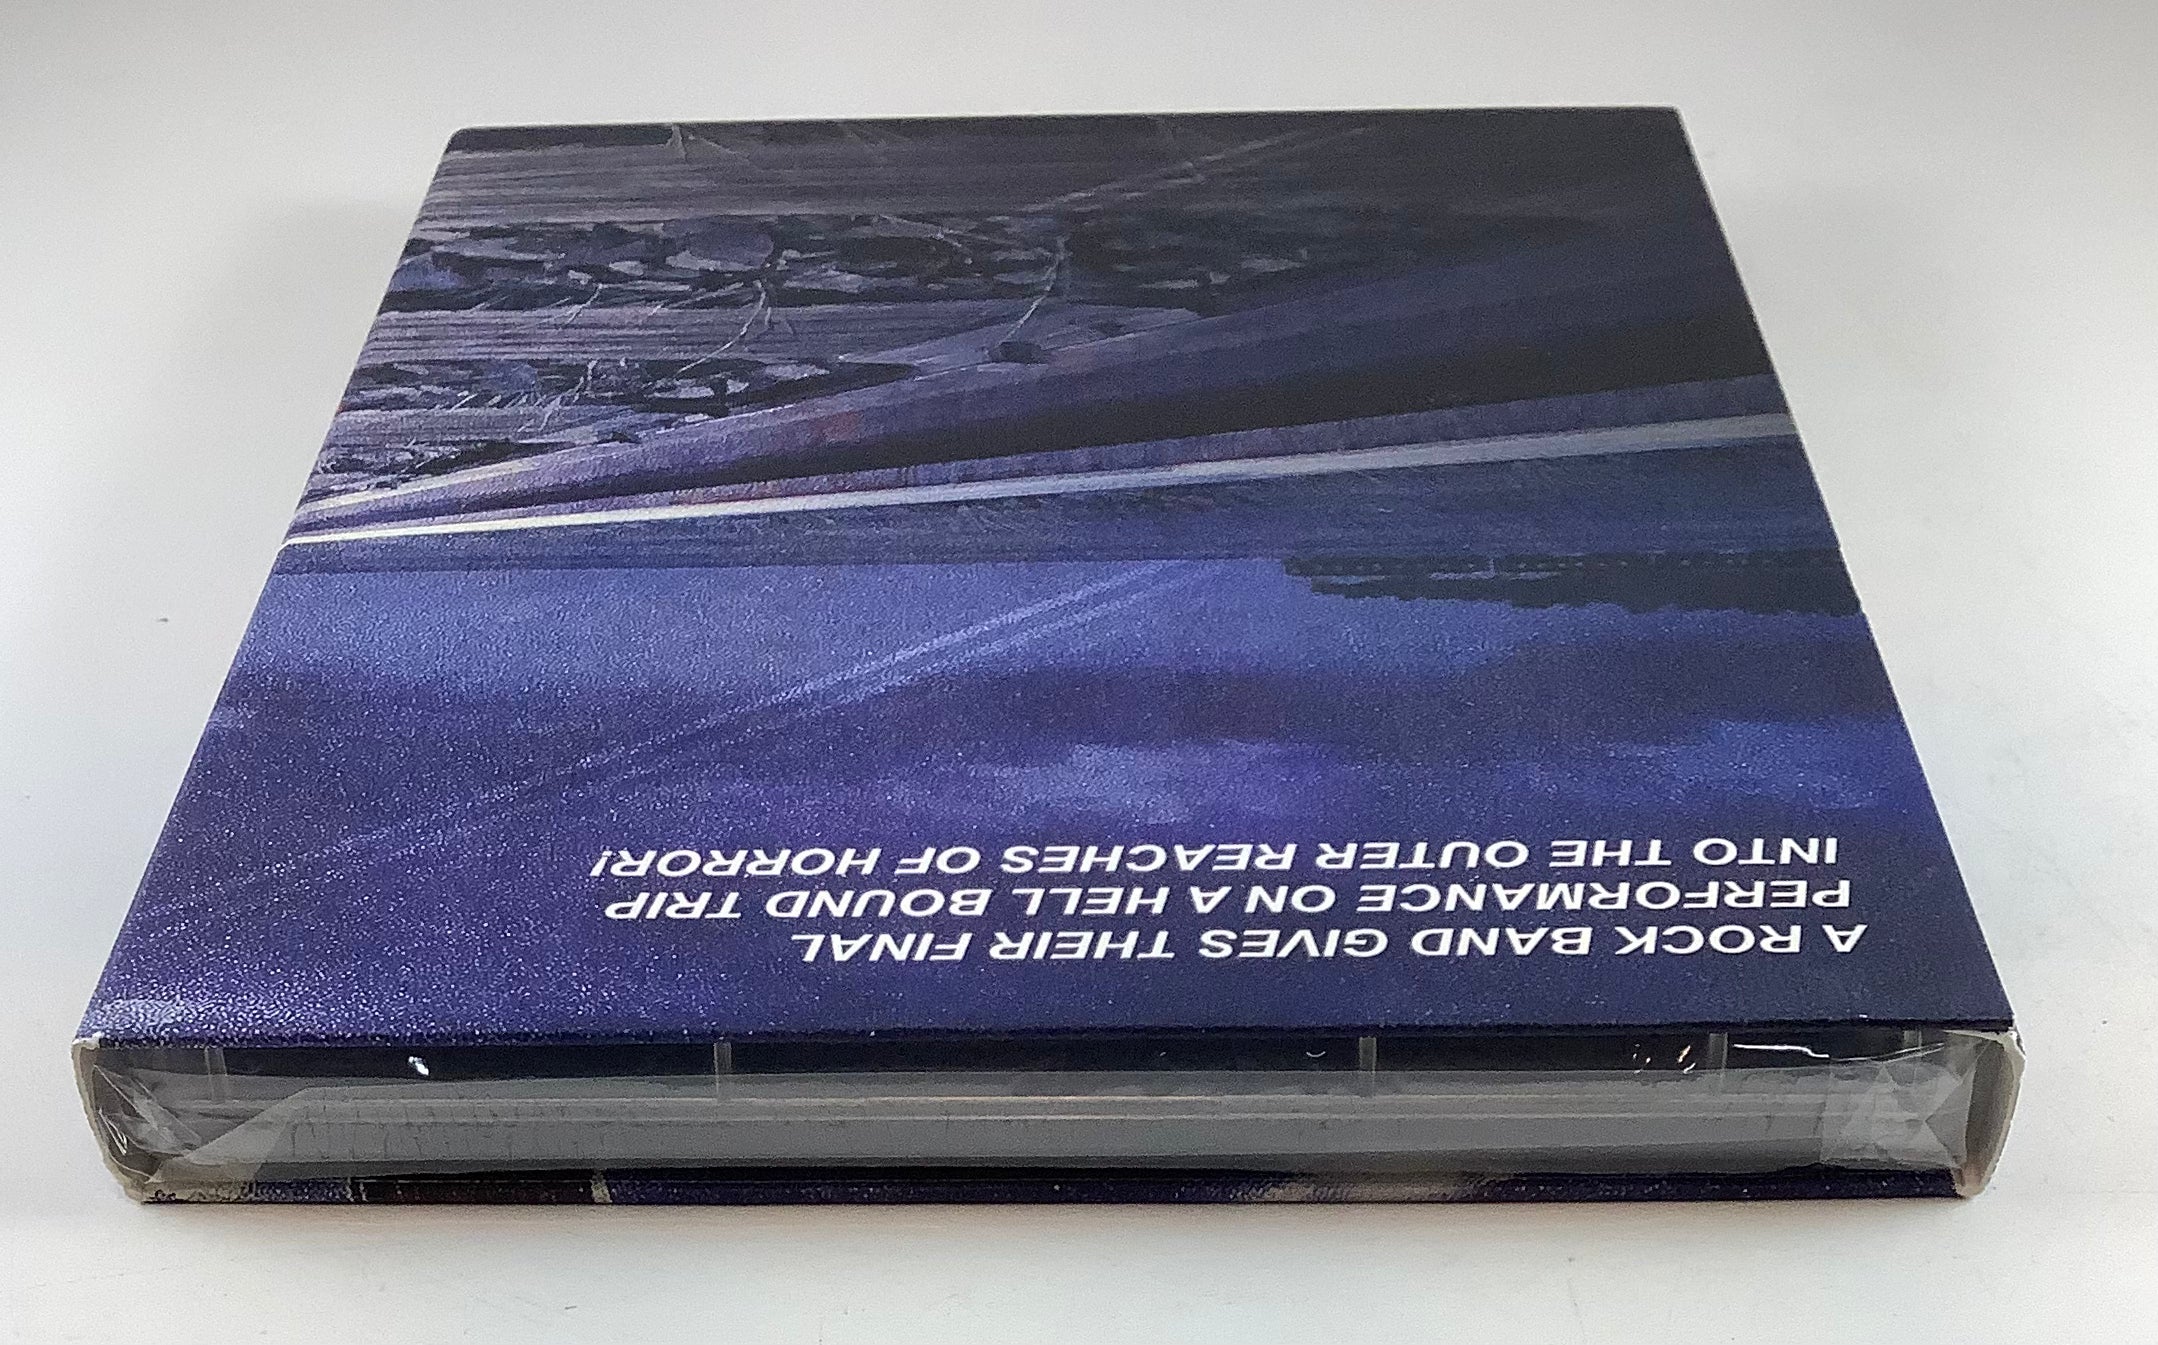 A ROCK BAND GIVES THEIR FINAL
PERFORMANCE ON A HELL BOUND TRIP
INTO THE OUTER REACHES OF HORROR!